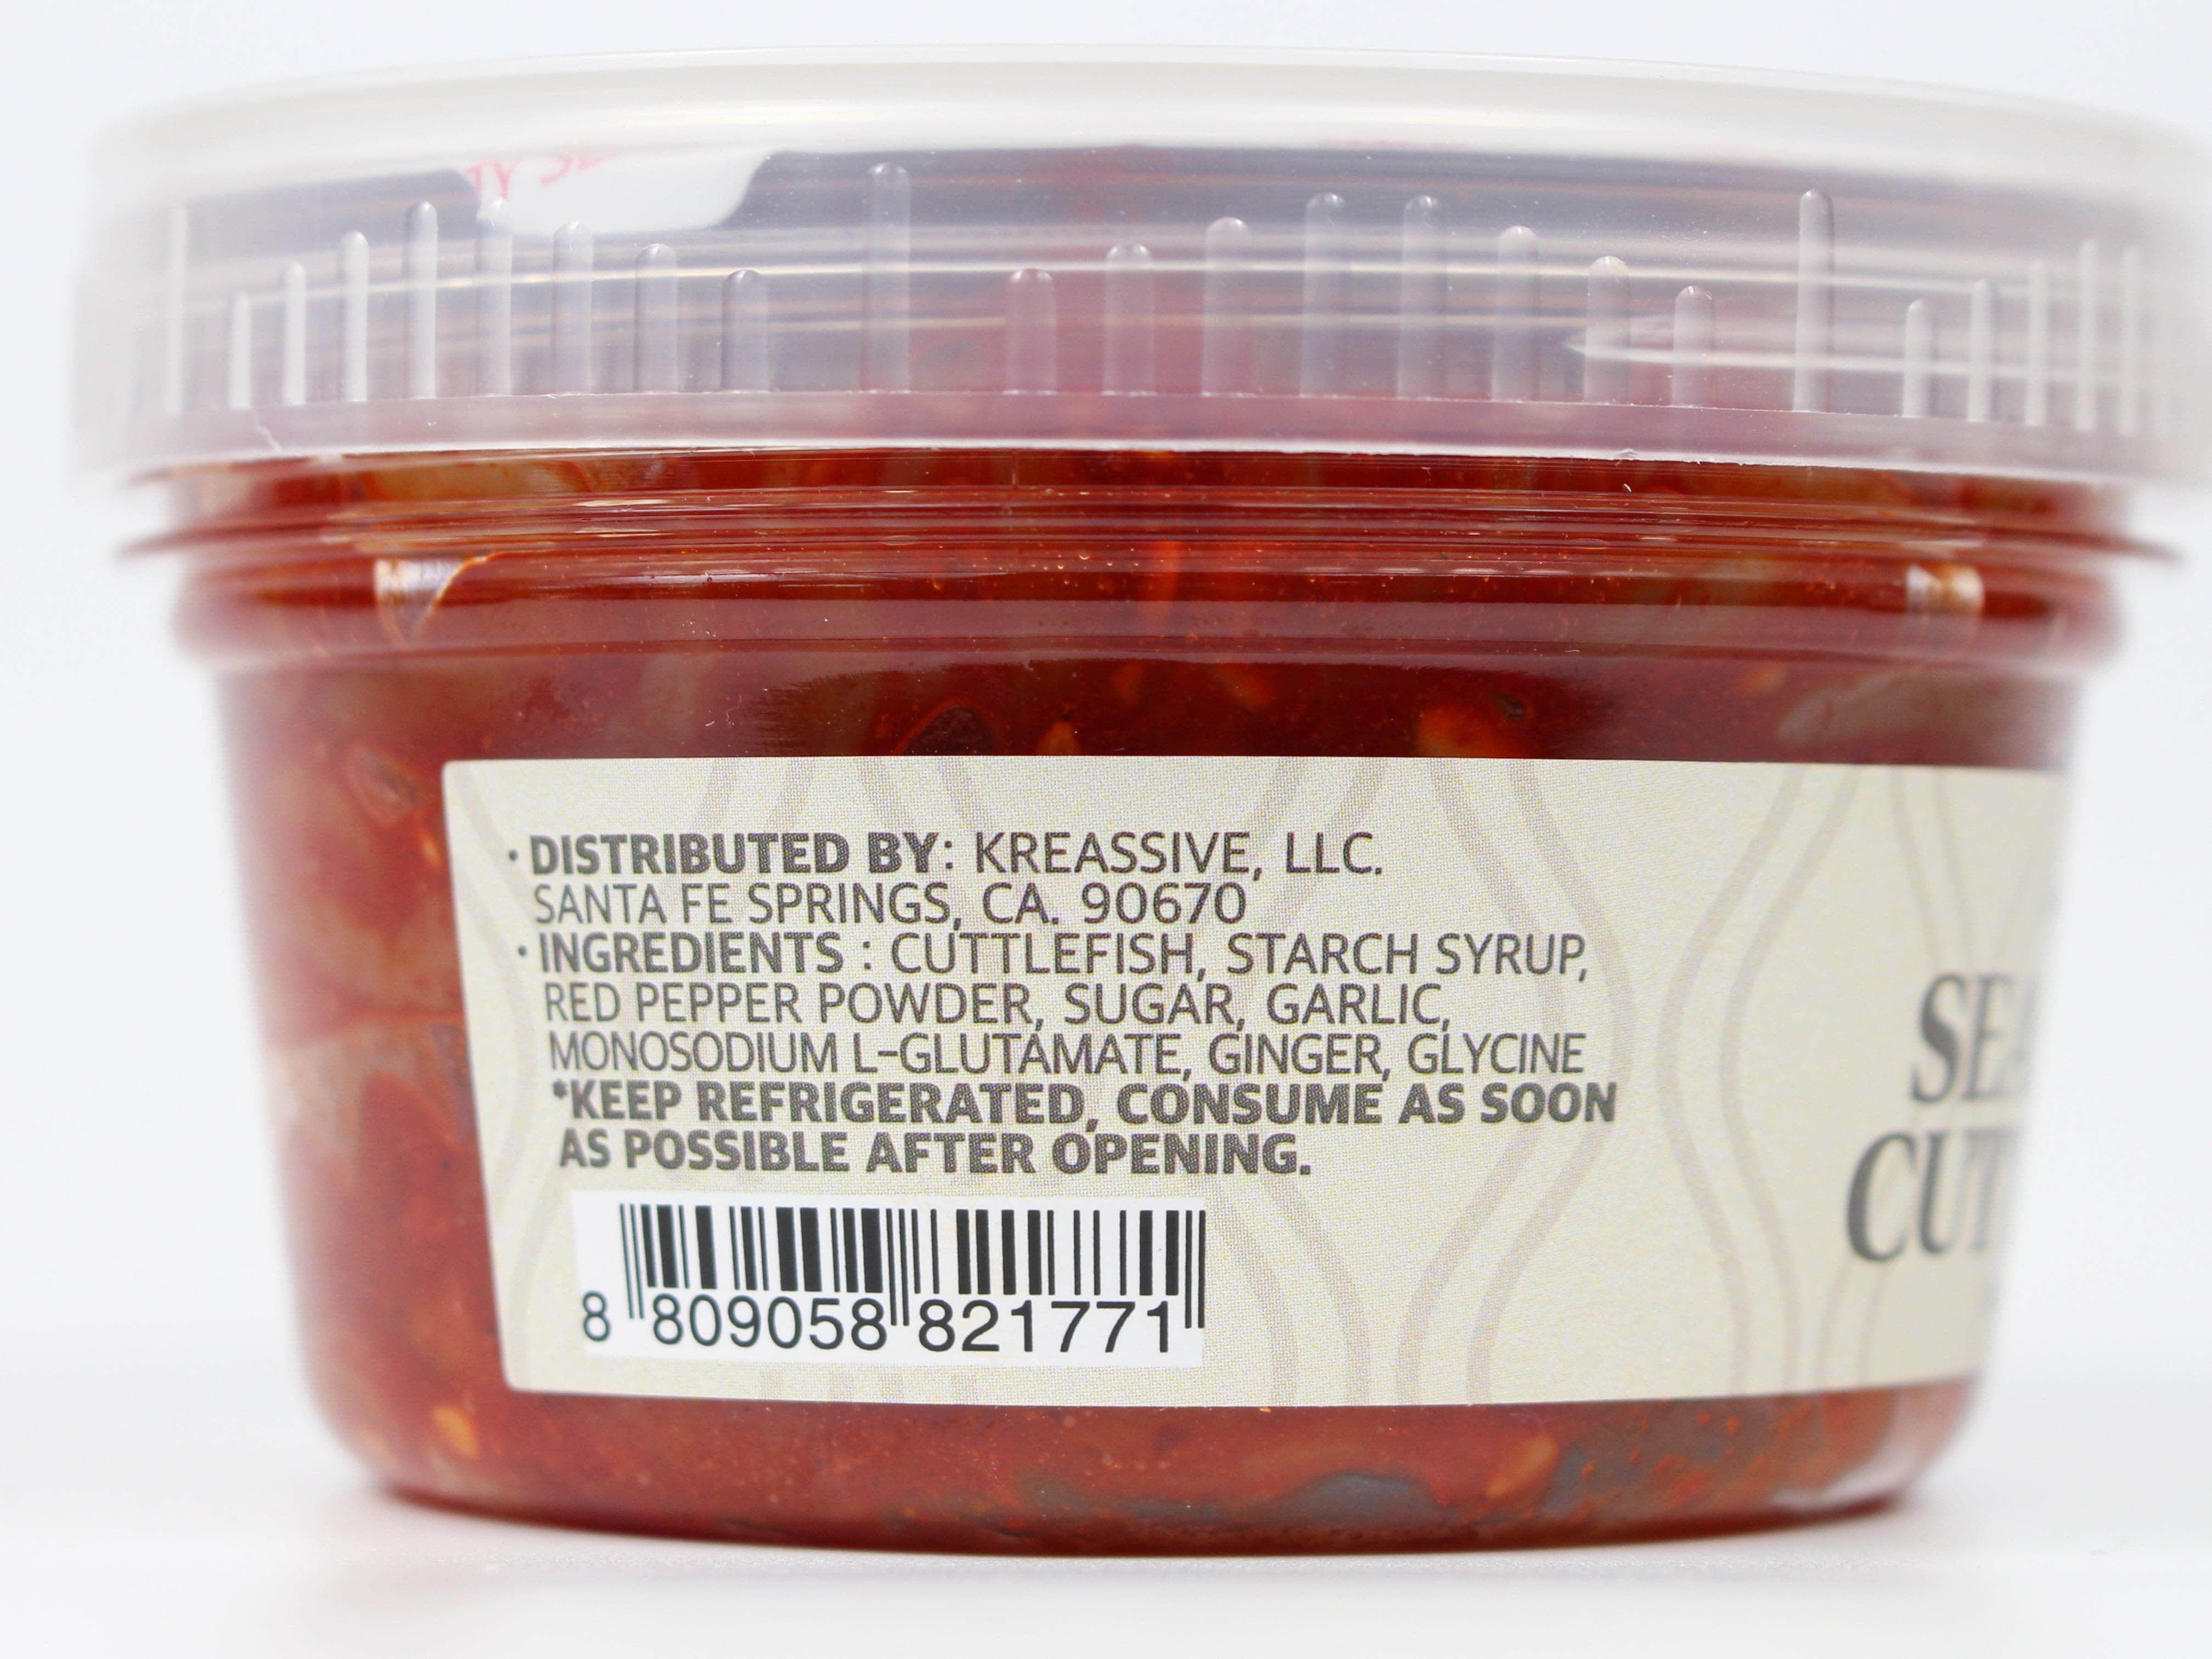 · DISTRIBUTED BY: KREASSIVE, LLC.
SANTA FE SPRINGS, CA. 90670
· INGREDIENTS : CUTTLEFISH, STARCH SYRUP,
RED PEPPER POWDER, SUGAR, GARLIC,
MONOSODIUM L-GLUTAMATE, GINGER, GLYCINE
*KEEP REFRIGERATED, CONSUME AS SOON
AS POSSIBLE AFTER OPENING.
8 809058 821771